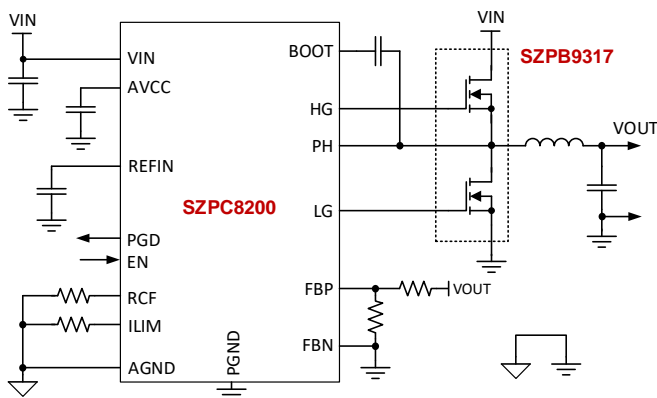 VIN
VIN
AVCC
REFIN
PGD
EN
RCF
ILIM
AGND
PGND
SZPC8200
BOOT
HG
PH
LG
FBP
FBN
VIN
SZPB9317
VOUT
VOUT